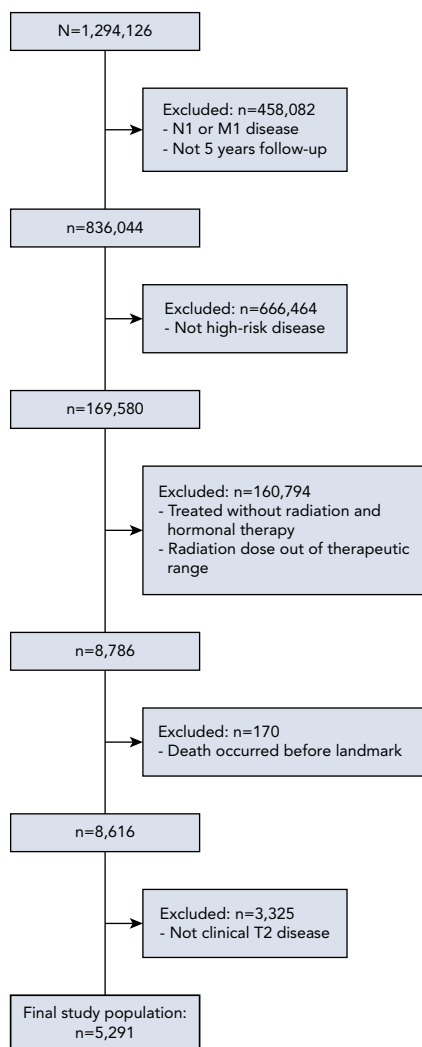 N=1,294,126
Excluded: n=458,082
- N1 or M1 disease
- Not 5 years follow-up
n=836,044
Excluded: n=666,464
- Not high-risk disease
n=169,580
Excluded: n=160,794
- Treated without radiation and
hormonal therapy
- Radiation dose out of therapeutic
range
n=8,786
Excluded: n=170
- Death occurred before landmark
n=8,616
Excluded: n=3,325
- Not clinical T2 disease
Final study population:
n=5,291